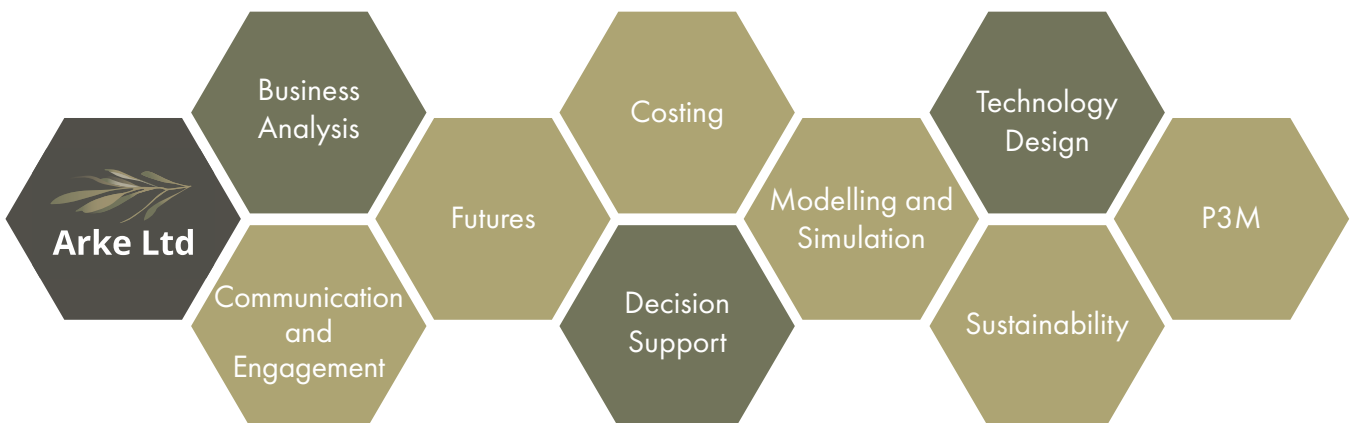 Arke Ltd
Business
Analysis
Communication
and
Engagement
Futures
Costing
Decision
Support
Modelling and
Simulation
Technology
Design
Sustainability
P3M